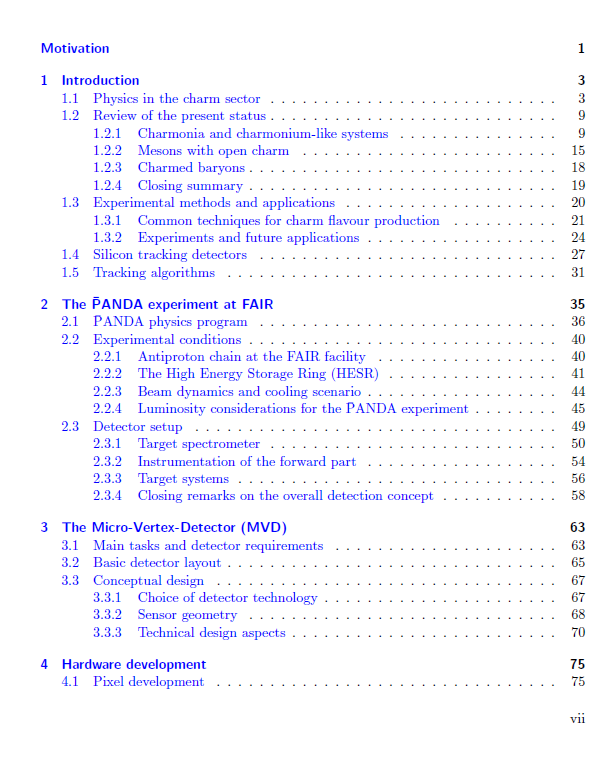 Motivation 1
1 Introduction 3
1.1 Physics in the charm sector . . . . . . . . . . . . . . . . . . . . . . . . . . . 3
1.2 Review of the present status . . . . . . . . . . . . . . . . . . . . . . . . . . . 9
1.2.1 Charmonia and charmonium-like systems . . . . . . . . . . . . . . . 9
1.2.2 Mesons with open charm . . . . . . . . . . . . . . . . . . . . . . . . 15
1.2.3 Charmed baryons . . . . . . . . . . . . . . . . . . . . . . . . . . . . . 18
1.2.4 Closing summary . . . . . . . . . . . . . . . . . . . . . . . . . . . . . 19
1.3 Experimental methods and applications . . . . . . . . . . . . . . . . . . . . 20
1.3.1 Common techniques for charm flavour production . . . . . . . . . . 21
1.3.2 Experiments and future applications . . . . . . . . . . . . . . . . . . 24
1.4 Silicon tracking detectors . . . . . . . . . . . . . . . . . . . . . . . . . . . . 27
1.5 Tracking algorithms . . . . . . . . . . . . . . . . . . . . . . . . . . . . . . . 31
2 The P̄ANDA experiment at FAIR 35
2.1 P̄ANDA physics program . . . . . . . . . . . . . . . . . . . . . . . . . . . . 36
2.2 Experimental conditions . . . . . . . . . . . . . . . . . . . . . . . . . . . . . 40
2.2.1 Antiproton chain at the FAIR facility . . . . . . . . . . . . . . . . . 40
2.2.2 The High Energy Storage Ring (HESR) . . . . . . . . . . . . . . . . 41
2.2.3 Beam dynamics and cooling scenario . . . . . . . . . . . . . . . . . . 44
2.2.4 Luminosity considerations for the P̄ANDA experiment . . . . . . . . 45
2.3 Detector setup . . . . . . . . . . . . . . . . . . . . . . . . . . . . . . . . . . 49
2.3.1 Target spectrometer . . . . . . . . . . . . . . . . . . . . . . . . . . . 50
2.3.2 Instrumentation of the forward part . . . . . . . . . . . . . . . . . . 54
2.3.3 Target systems . . . . . . . . . . . . . . . . . . . . . . . . . . . . . . 56
2.3.4 Closing remarks on the overall detection concept . . . . . . . . . . . 58
3 The Micro-Vertex-Detector (MVD) 63
3.1 Main tasks and detector requirements . . . . . . . . . . . . . . . . . . . . . 63
3.2 Basic detector layout . . . . . . . . . . . . . . . . . . . . . . . . . . . . . . . 65
3.3 Conceptual design . . . . . . . . . . . . . . . . . . . . . . . . . . . . . . . . 67
3.3.1 Choice of detector technology . . . . . . . . . . . . . . . . . . . . . . 67
3.3.2 Sensor geometry . . . . . . . . . . . . . . . . . . . . . . . . . . . . . 68
3.3.3 Technical design aspects . . . . . . . . . . . . . . . . . . . . . . . . . 70
4 Hardware development 75
4.1 Pixel development . . . . . . . . . . . . . . . . . . . . . . . . . . . . . . . . 75
vii